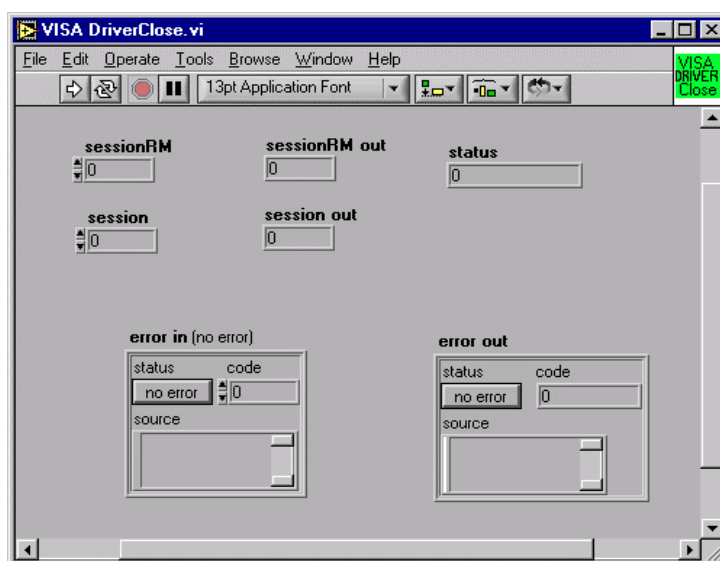 VISA DriverClose.vi
File Edit Operate Tools Browse Window Help
13pt Application Font
VISA
DRIVER
Close
sessionRM
0
sessionRM out
0
status
0
session
0
session out
0
error in (no error)
status code
no error 0
source
error out
status code
no error 0
source